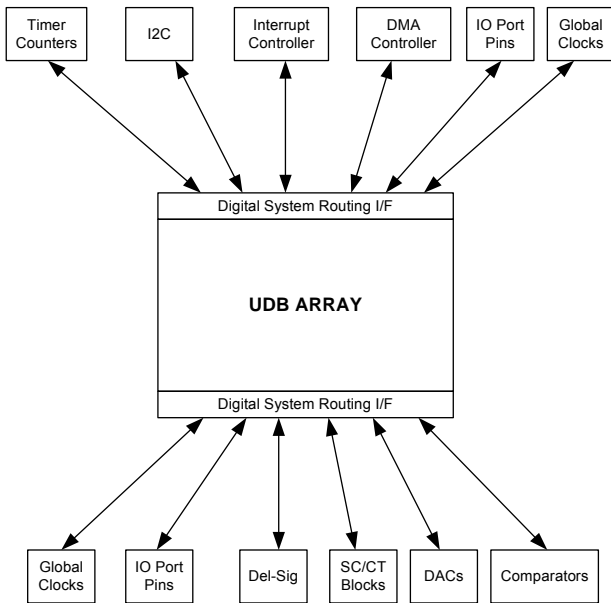 Timer
Counters
I2C
Interrupt
Controller
DMA
Controller
IO Port
Pins
Global
Clocks
Digital System Routing I/F
UDB ARRAY
Digital System Routing I/F
Global
Clocks
IO Port
Pins
Del-Sig
SC/CT
Blocks
DACs
Comparators